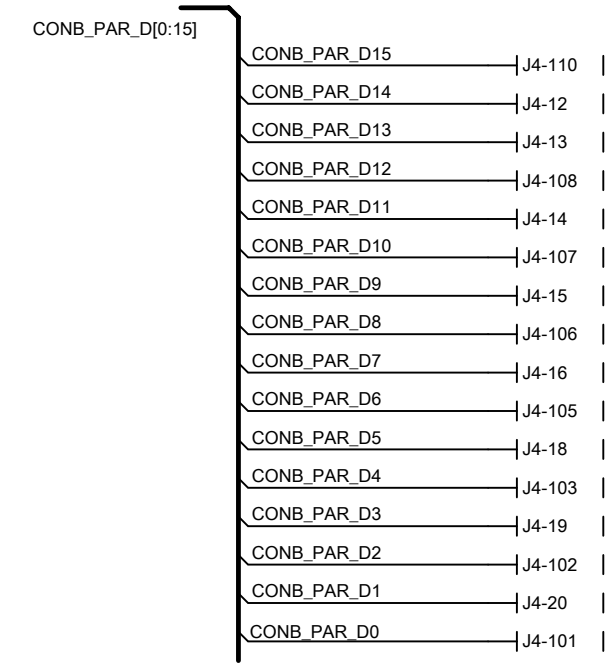 CONB_PAR_D[0:15]
CONB_PAR_D15 J4-110
CONB_PAR_D14 J4-12
CONB_PAR_D13 J4-13
CONB_PAR_D12 J4-108
CONB_PAR_D11 J4-14
CONB_PAR_D10 J4-107
CONB_PAR_D9 J4-15
CONB_PAR_D8 J4-106
CONB_PAR_D7 J4-16
CONB_PAR_D6 J4-105
CONB_PAR_D5 J4-18
CONB_PAR_D4 J4-103
CONB_PAR_D3 J4-19
CONB_PAR_D2 J4-102
CONB_PAR_D1 J4-20
CONB_PAR_D0 J4-101